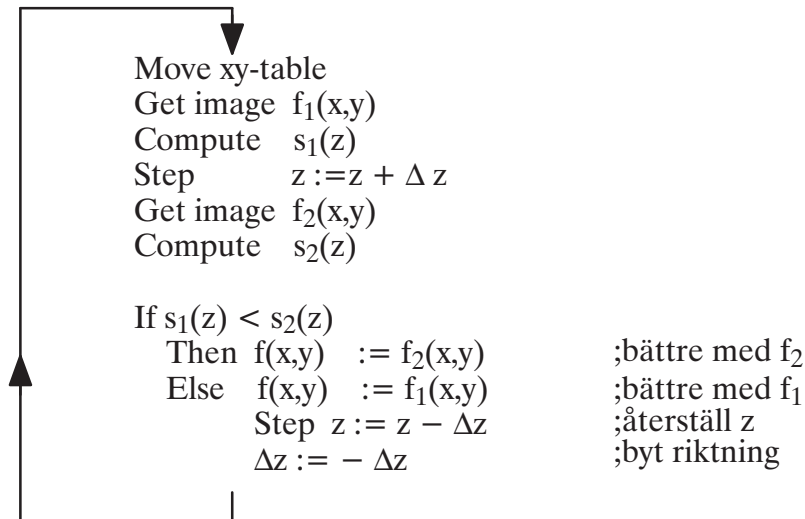 Move xy-table
Get image f₁(x,y)
Compute s₁(z)
Step z := z + Δ z
Get image f₂(x,y)
Compute s₂(z)
If s₁(z) < s₂(z)
Then f(x,y) := f₂(x,y) ;bättre med f₂
Else f(x,y) := f₁(x,y) ;bättre med f₁
Step z := z − Δz ;återställ z
Δz := − Δz ;byt riktning